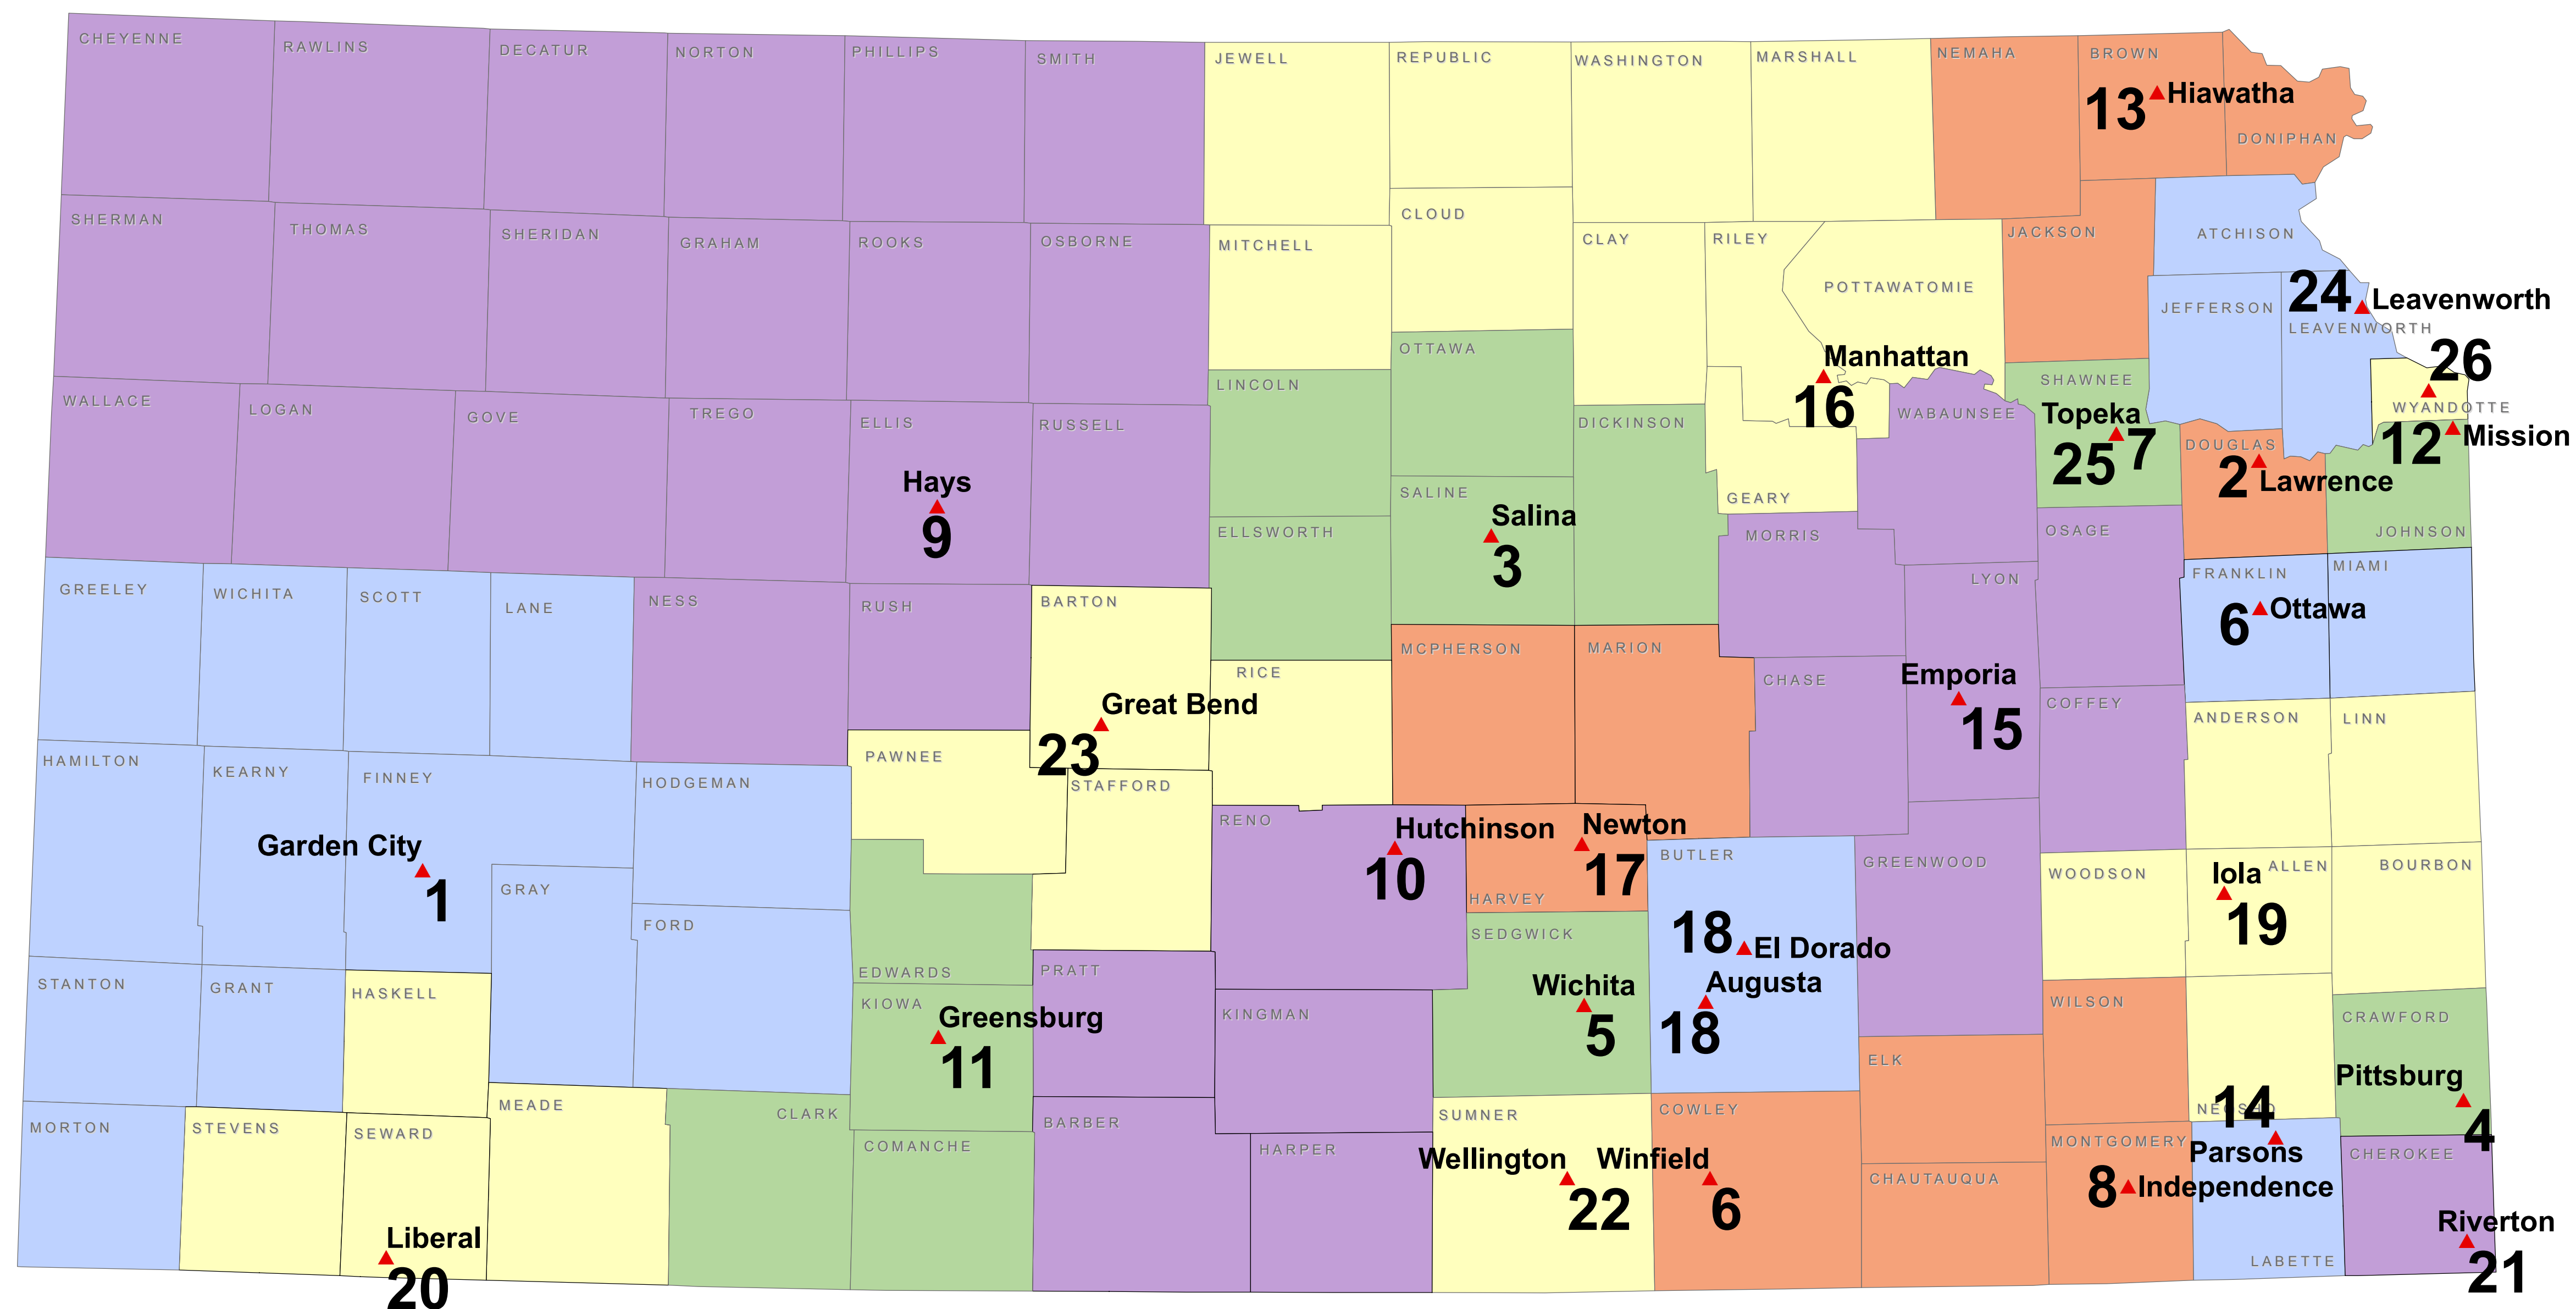 CHEYENNE
RAWLINS
DECATUR
NORTON
PHILLIPS
SMITH
JEWELL
REPUBLIC
WASHINGTON
MARSHALL
NEMAHA
BROWN
13
Hiawatha
DONIPHAN
SHERMAN
THOMAS
SHERIDAN
GRAHAM
ROOKS
OSBORNE
MITCHELL
CLOUD
CLAY
RILEY
POTTAWATOMIE
JACKSON
ATCHISON
JEFFERSON
24
Leavenworth
LEAVENWORTH
26
WYANDOTTE
WALLACE
LOGAN
GOVE
TREGO
ELLIS
Hays
9
RUSSELL
LINCOLN
OTTAWA
DICKINSON
Manhattan
16
GEARY
WABAUNSEE
SHAWNEE
Topeka
25
7
DOUGLAS
2
Lawrence
12
Mission
JOHNSON
ELLSWORTH
SALINE
Salina
3
MORRIS
LYON
OSAGE
FRANKLIN
6
Ottawa
MIAMI
GREELEY
WICHITA
SCOTT
LANE
NESS
RUSH
BARTON
Great Bend
23
RICE
MCPHERSON
MARION
CHASE
Emporia
15
COFFEY
ANDERSON
LINN
HAMILTON
KEARNY
FINNEY
Garden City
1
HODGEMAN
PAWNEE
STAFFORD
RENO
Hutchinson
10
Newton
17
HARVEY
BUTLER
18
El Dorado
Augusta
18
GREENWOOD
WOODSON
Iola
ALLEN
19
BOURBON
GRAY
FORD
EDWARDS
PRATT
KINGMAN
SEDGWICK
Wichita
5
STANTON
GRANT
HASKELL
KIOWA
Greensburg
11
WILSON
CRAWFORD
Pittsburg
4
ELK
14
NEOSHO
MORTON
STEVENS
SEWARD
Liberal
20
MEADE
CLARK
COMANCHE
BARBER
HARPER
SUMNER
Wellington
22
COWLEY
Winfield
6
CHAUTAUQUA
MONTGOMERY
8
Independence
Parsons
LABETTE
CHEROKEE
Riverton
21